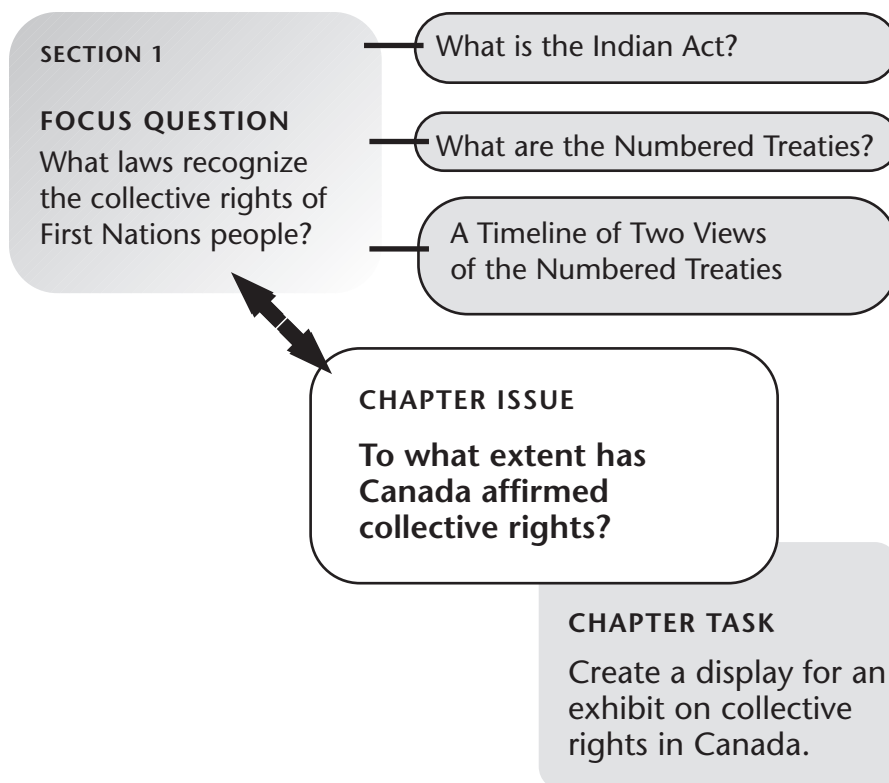 SECTION 1
FOCUS QUESTION
What laws recognize
the collective rights of
First Nations people?
What is the Indian Act?
What are the Numbered Treaties?
A Timeline of Two Views
of the Numbered Treaties
CHAPTER ISSUE
To what extent has
Canada affirmed
collective rights?
CHAPTER TASK
Create a display for an
exhibit on collective
rights in Canada.